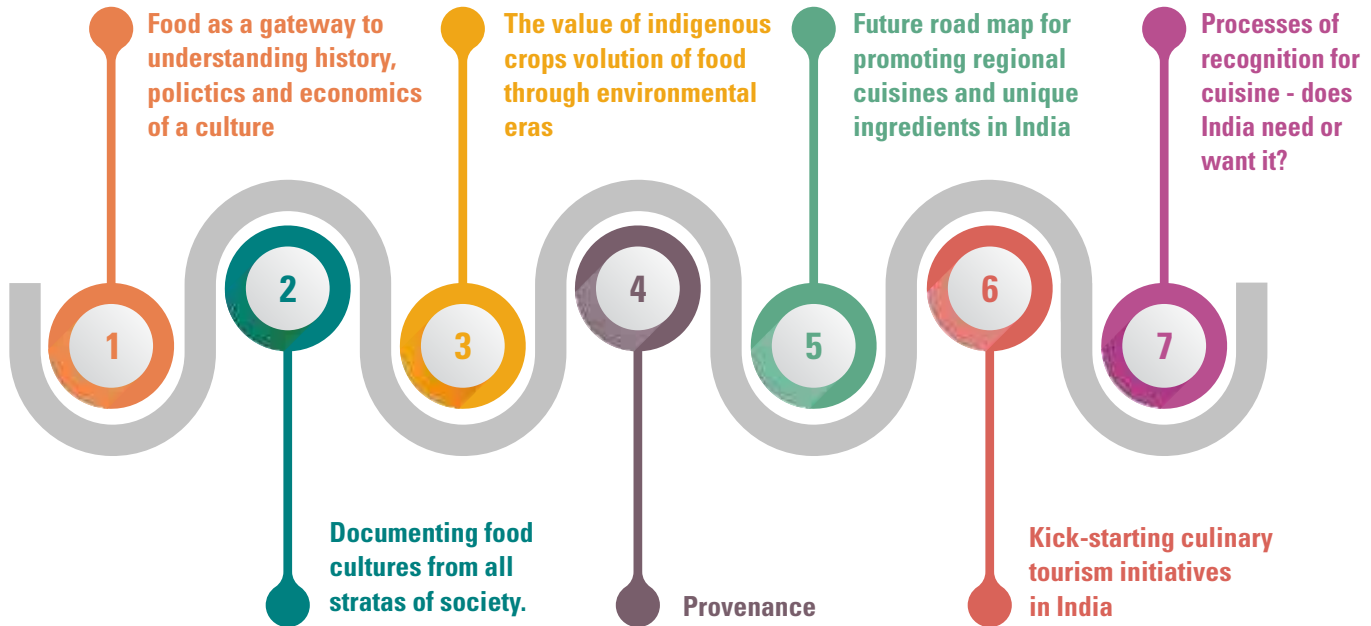 1
Food as a gateway to
understanding history,
polictics and economics
of a culture
2
Documenting food
cultures from all
stratas of society.
3
The value of indigenous
crops volution of food
through environmental
eras
4
Provenance
5
Future road map for
promoting regional
cuisines and unique
ingredients in India
6
Kick-starting culinary
tourism initiatives
in India
7
Processes of
recognition for
cuisine - does
India need or
want it?